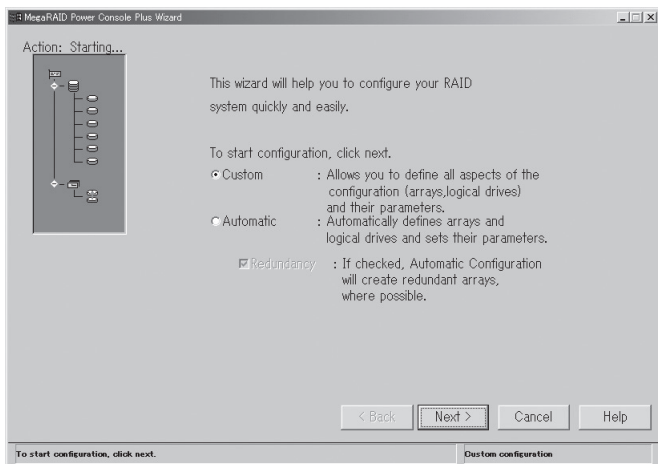 MegaRAID Power Console Plus Wizard
Action: Starting...
This wizard will help you to configure your RAID
system quickly and easily.
To start configuration, click next.
Custom : Allows you to define all aspects of the
configuration (arrays,logical drives)
and their parameters.
Automatic : Automatically defines arrays and
logical drives and sets their parameters.
Redundancy : If checked, Automatic Configuration
will create redundant arrays,
where possible.
< Back Next > Cancel Help
To start configuration, click next. Custom configuration